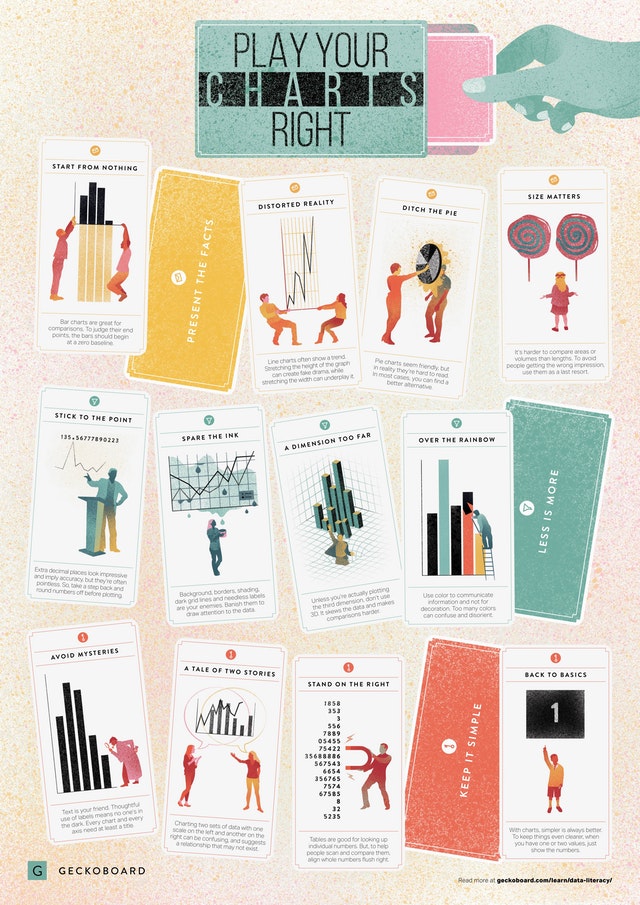 PLAY YOUR
CHARTS
RIGHT
START FROM NOTHING
Bar charts are great for
comparisons. To judge their end
points, the bars should begin
at a zero baseline.
PRESENT THE FACTS
DISTORTED REALITY
Line charts often show a trend.
Stretching the height of the graph
can create fake drama, while
stretching the width can underplay it.
DITCH THE PIE
Pie charts seem friendly, but
in reality they're hard to read.
In most cases, you can find a
better alternative.
SIZE MATTERS
It's harder to compare areas or
volumes than lengths. To avoid
people getting the wrong impression,
use them as a last resort.
STICK TO THE POINT
135.56777890223
Extra decimal places look impressive
and imply accuracy, but they're often
pointless. So, take a step back and
round numbers off before plotting.
SPARE THE INK
Background, borders, shading,
dark grid lines and needless labels
are your enemies. Banish them to
draw attention to the data.
A DIMENSION TOO FAR
Unless you're actually plotting
the third dimension, don't use
3D. It skews the data and makes
comparisons harder.
OVER THE RAINBOW
Use color to communicate
information and not for
decoration. Too many colors
can confuse and disorient.
LESS IS MORE
1
AVOID MYSTERIES
Text is your friend. Thoughtful
use of labels means no one's in
the dark. Every chart and every
axis need at least a title.
1
A TALE OF TWO STORIES
Charting two sets of data with one
scale on the left and another on the
right can be confusing, and suggests
a relationship that may not exist.
1
STAND ON THE RIGHT
1858
353
3
556
7889
05455
75422
35688886
567543
6654
356765
7574
67585
8
32
5235
Tables are good for looking up
individual numbers. But, to help
people scan and compare them,
align whole numbers flush right.
KEEP IT SIMPLE
1
BACK TO BASICS
1
With charts, simpler is always better.
To keep things even clearer, when
you have one or two values, just
show the numbers.
G GECKOBOARD
Read more at geckoboard.com/learn/data-literacy/